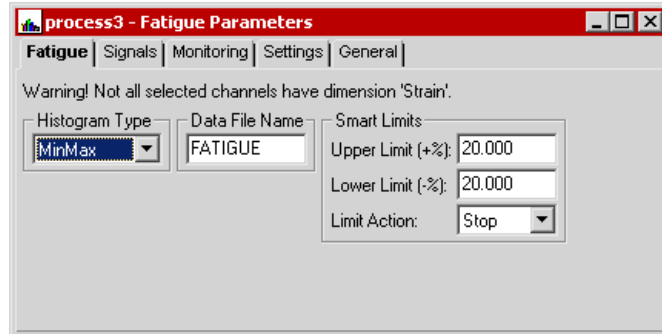 process3 - Fatigue Parameters
Fatigue Signals Monitoring Settings General
Warning! Not all selected channels have dimension 'Strain'.
Histogram Type
MinMax
Data File Name
FATIGUE
Smart Limits
Upper Limit (+%): 20.000
Lower Limit (-%): 20.000
Limit Action: Stop